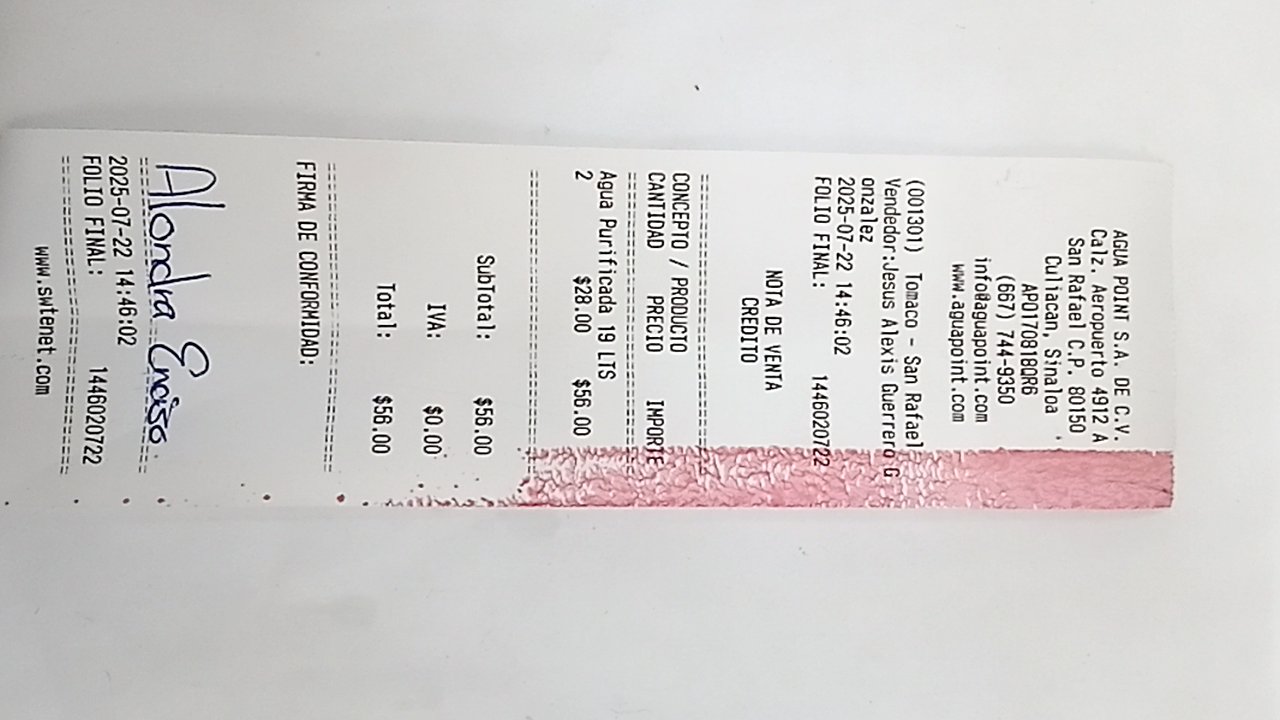 AGUA POINT S.A. DE C.V.
Calz. Aeropuerto 4912 A
San Rafael C.P. 80150
Culiacan, Sinaloa
APO170818QR6
(667) 744-9350
info@aguapoint.com
www.aguapoint.com
(001301) Tomaco - San Rafael
Vendedor:Jesus Alexis Guerrero G
onzalez
2025-07-22 14:46:02
FOLIO FINAL: 1446020722
NOTA DE VENTA
CREDITO
================================
CONCEPTO / PRODUCTO
CANTIDAD PRECIO IMPORTE
================================
Agua Purificada 19 LTS
2 $28.00 $56.00
================================
SubTotal: $56.00
IVA: $0.00
Total: $56.00
================================
FIRMA DE CONFORMIDAD:
Alondra Enciso.
================================
2025-07-22 14:46:02
FOLIO FINAL: 1446020722
================================
www.swtenet.com